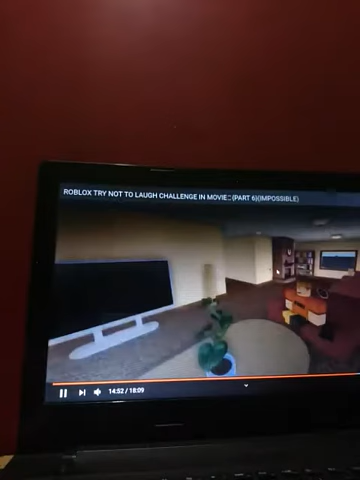 ROBLOX TRY NOT TO LAUGH CHALLENGE IN MOVIE:: (PART 6)(IMPOSSIBLE)
14:52 / 18:09